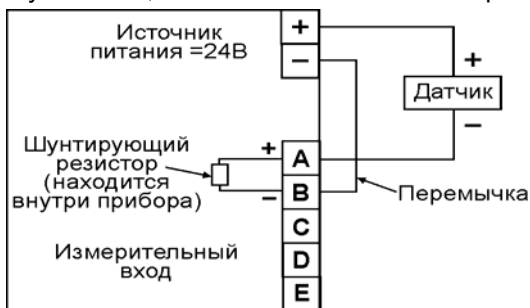 Источник
питания =24В
+
−
+
Датчик
−
Шунтирующий
резистор
(находится
внутри прибора)
+
−
A
B
C
D
E
Перемычка
Измерительный
вход